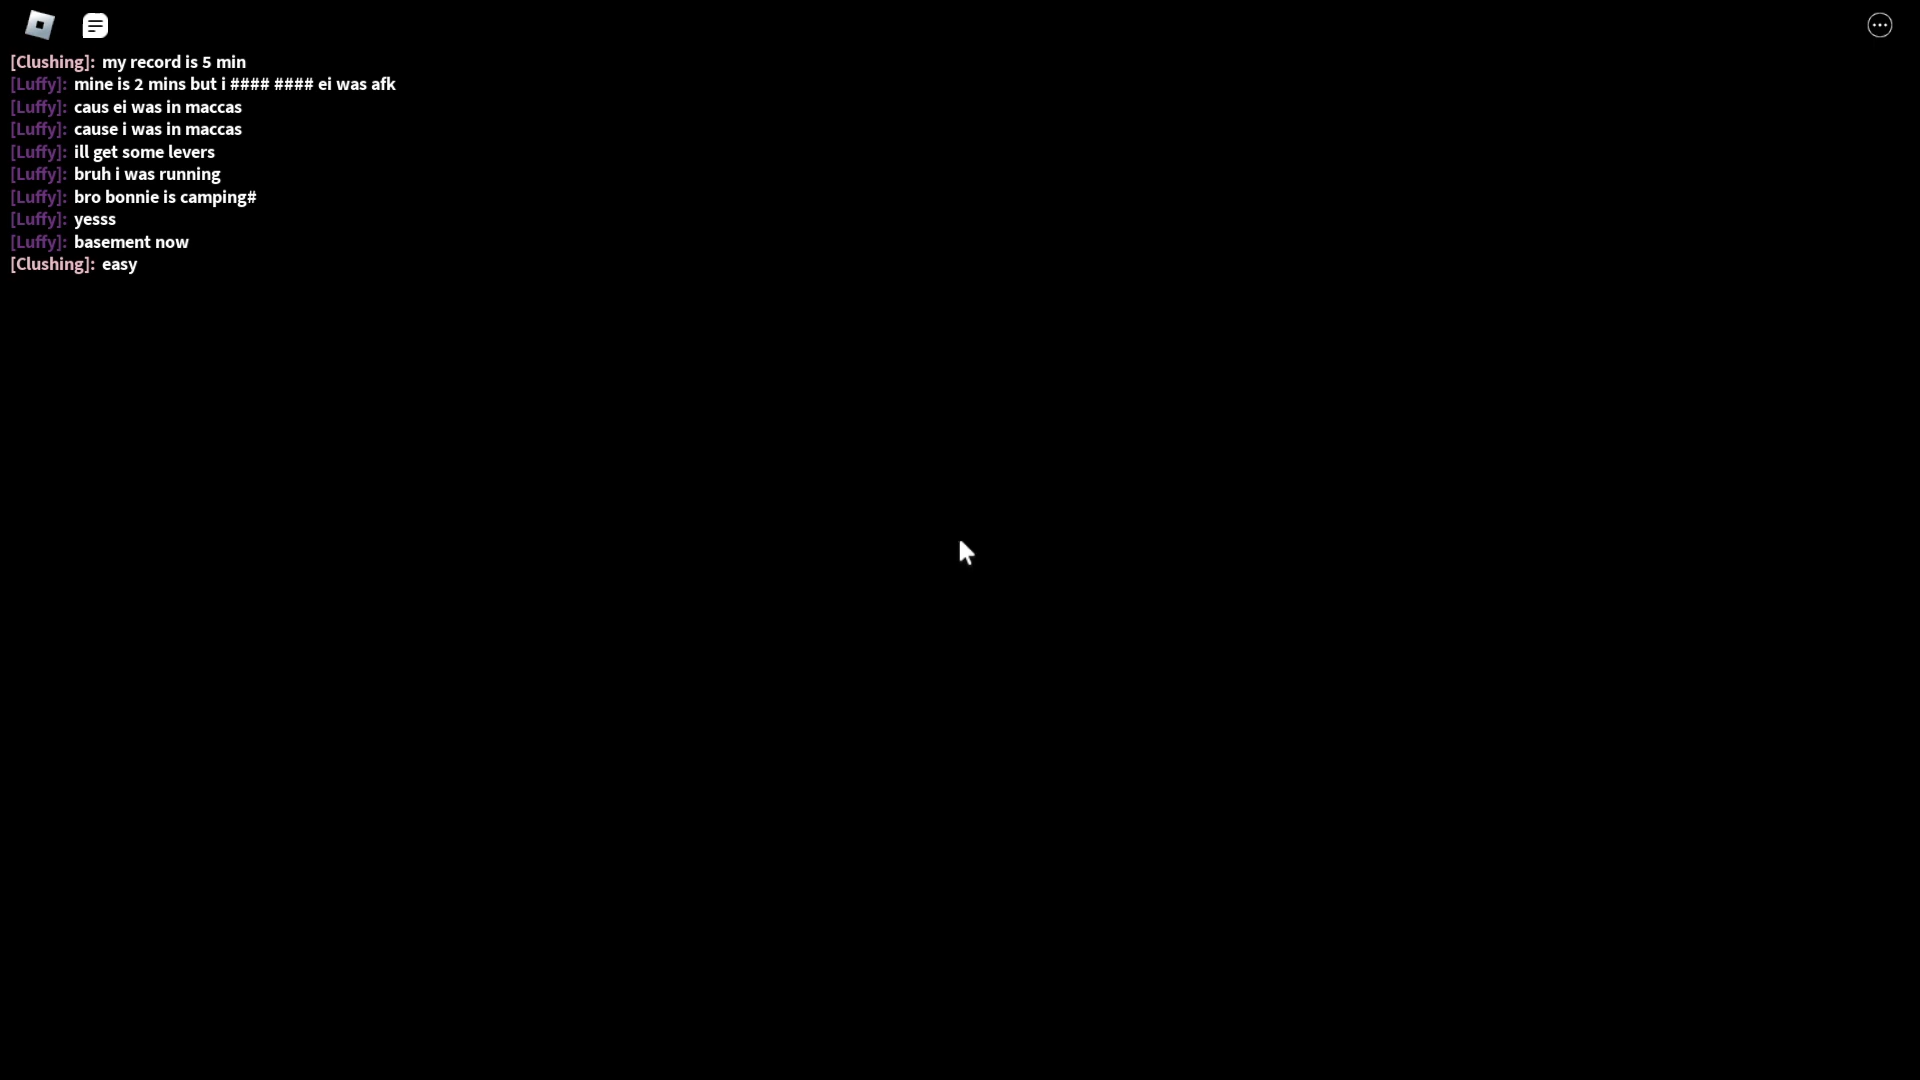 [Clushing]: my record is 5 min
[Luffy]: mine is 2 mins but i #### #### ei was afk
[Luffy]: caus ei was in maccas
[Luffy]: cause i was in maccas
[Luffy]: ill get some levers
[Luffy]: bruh i was running
[Luffy]: bro bonnie is camping#
[Luffy]: yesss
[Luffy]: basement now
[Clushing]: easy